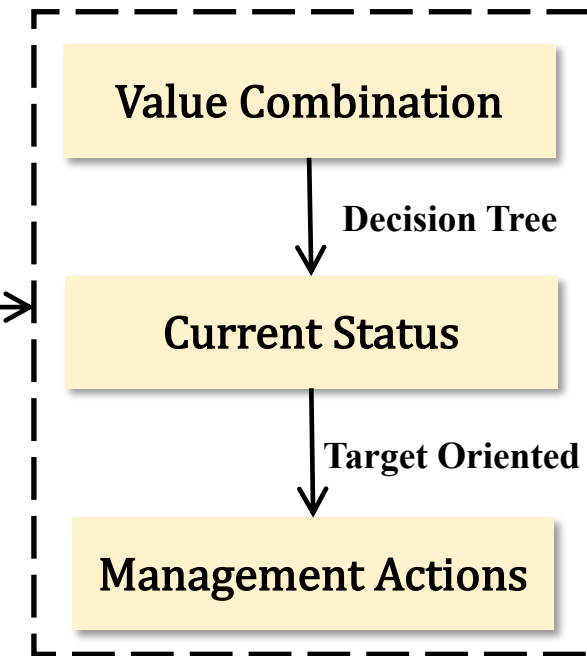 Value Combination
Decision Tree
Current Status
Target Oriented
Management Actions